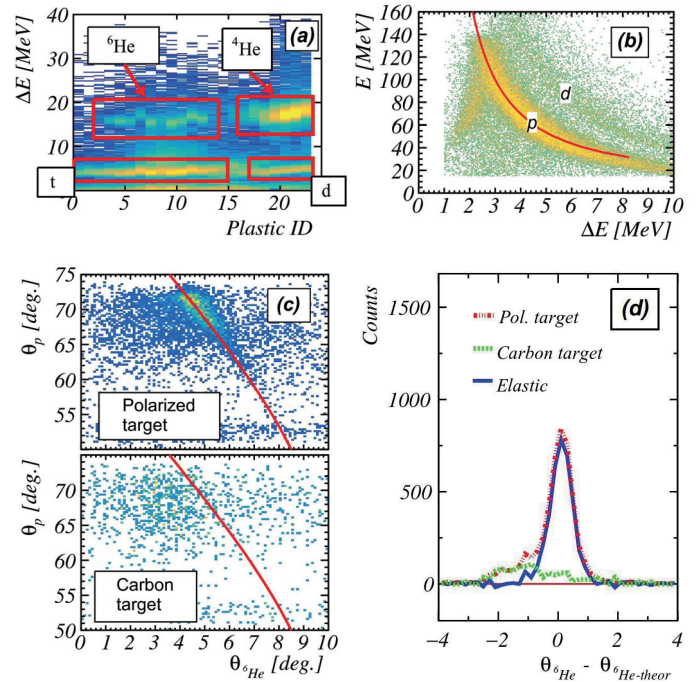 40
30
20
10
ΔE [MeV]
⁶He
⁴He
(a)
t
d
0 5 10 15 20
Plastic ID
160
140
120
100
80
60
40
20
0
E [MeV]
(b)
d
p
1 2 3 4 5 6 7 8 9 10
ΔE [MeV]
75
70
65
60
55
θp [deg.]
(c)
Polarized
target
75
70
65
60
55
50
θp [deg.]
Carbon
target
0 1 2 3 4 5 6 7 8 9 10
θ⁶He [deg.]
1500
1000
500
0
Counts
(d)
Pol. target
Carbon target
Elastic
−4 −2 0 2 4
θ⁶He - θ⁶He-theor